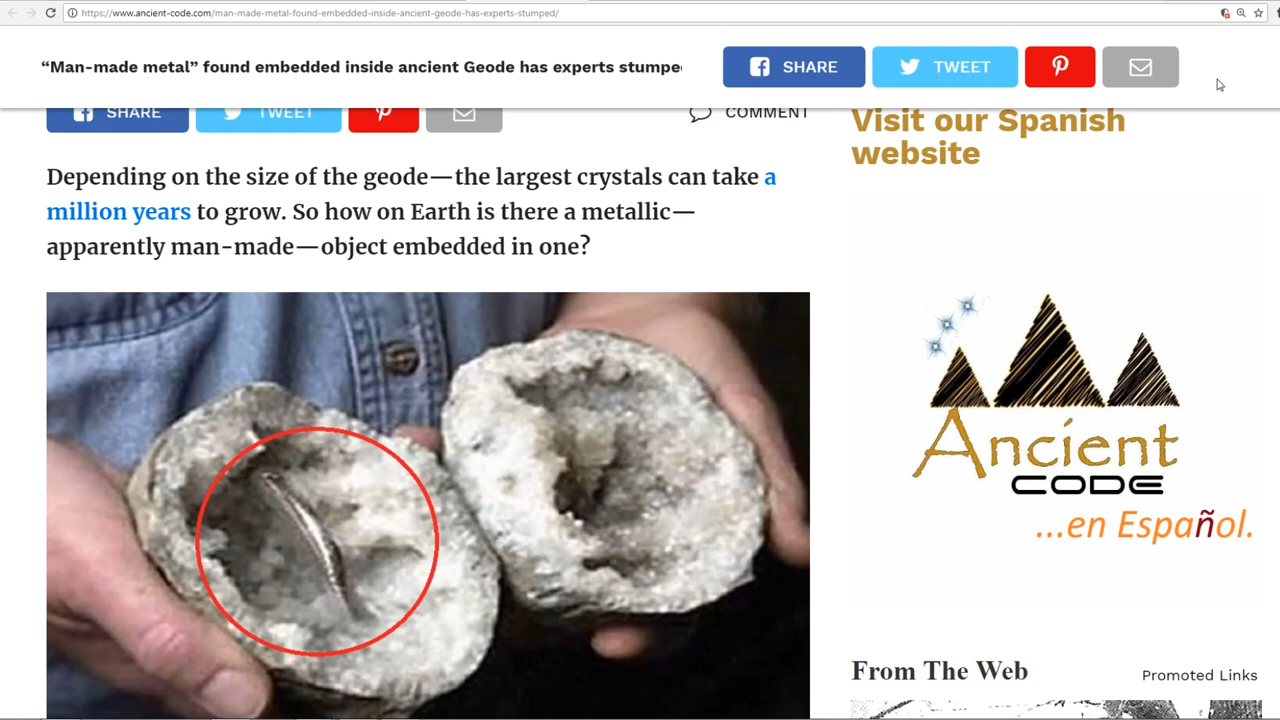 https://www.ancient-code.com/man-made-metal-found-embedded-inside-ancient-geode-has-experts-stumped/
“Man-made metal” found embedded inside ancient Geode has experts stumpe
SHARE
TWEET
SHARE
TWEET
COMMENT
Depending on the size of the geode—the largest crystals can take a
million years to grow. So how on Earth is there a metallic—
apparently man-made—object embedded in one?
Visit our Spanish
website
Ancient
CODE
...en Español.
From The Web
Promoted Links